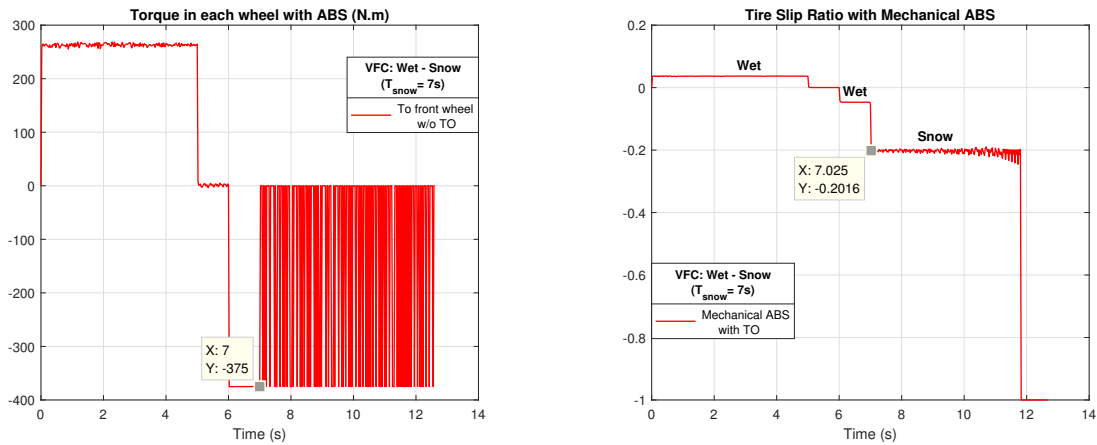 Torque in each wheel with ABS (N.m)
300
200
100
0
-100
-200
-300
-400
0
2
4
6
8
10
12
14
Time (s)
VFC: Wet - Snow
(T_snow= 7s)
To front wheel
w/o TO
X: 7
Y: -375
Tire Slip Ratio with Mechanical ABS
0.2
0
-0.2
-0.4
-0.6
-0.8
-1
0
2
4
6
8
10
12
14
Time (s)
Wet
Wet
Snow
X: 7.025
Y: -0.2016
VFC: Wet - Snow
(T_snow= 7s)
Mechanical ABS
with TO